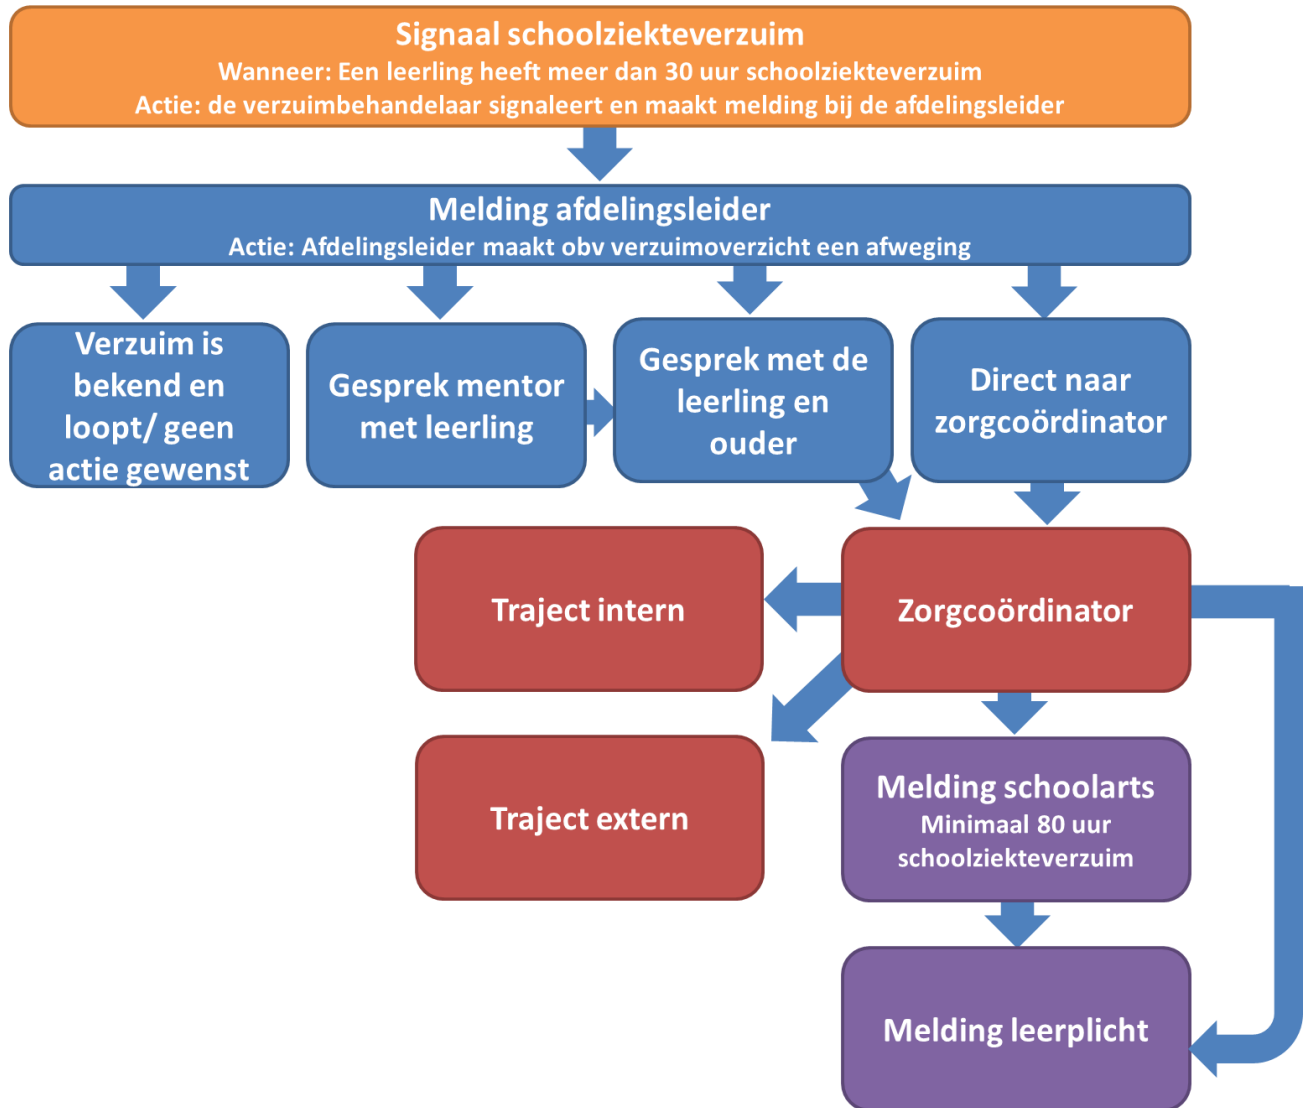 Signaal schoolziekteverzuim
Wanneer: Een leerling heeft meer dan 30 uur schoolziekteverzuim
Actie: de verzuimbehandelaar signaleert en maakt melding bij de afdelingsleider
Melding afdelingsleider
Actie: Afdelingsleider maakt obv verzuimoverzicht een afweging
Verzuim is
bekend en
loopt/ geen
actie gewenst
Gesprek mentor
met leerling
Gesprek met de
leerling en
ouder
Direct naar
zorgcoördinator
Traject intern
Zorgcoördinator
Traject extern
Melding schoolarts
Minimaal 80 uur
schoolziekteverzuim
Melding leerplicht